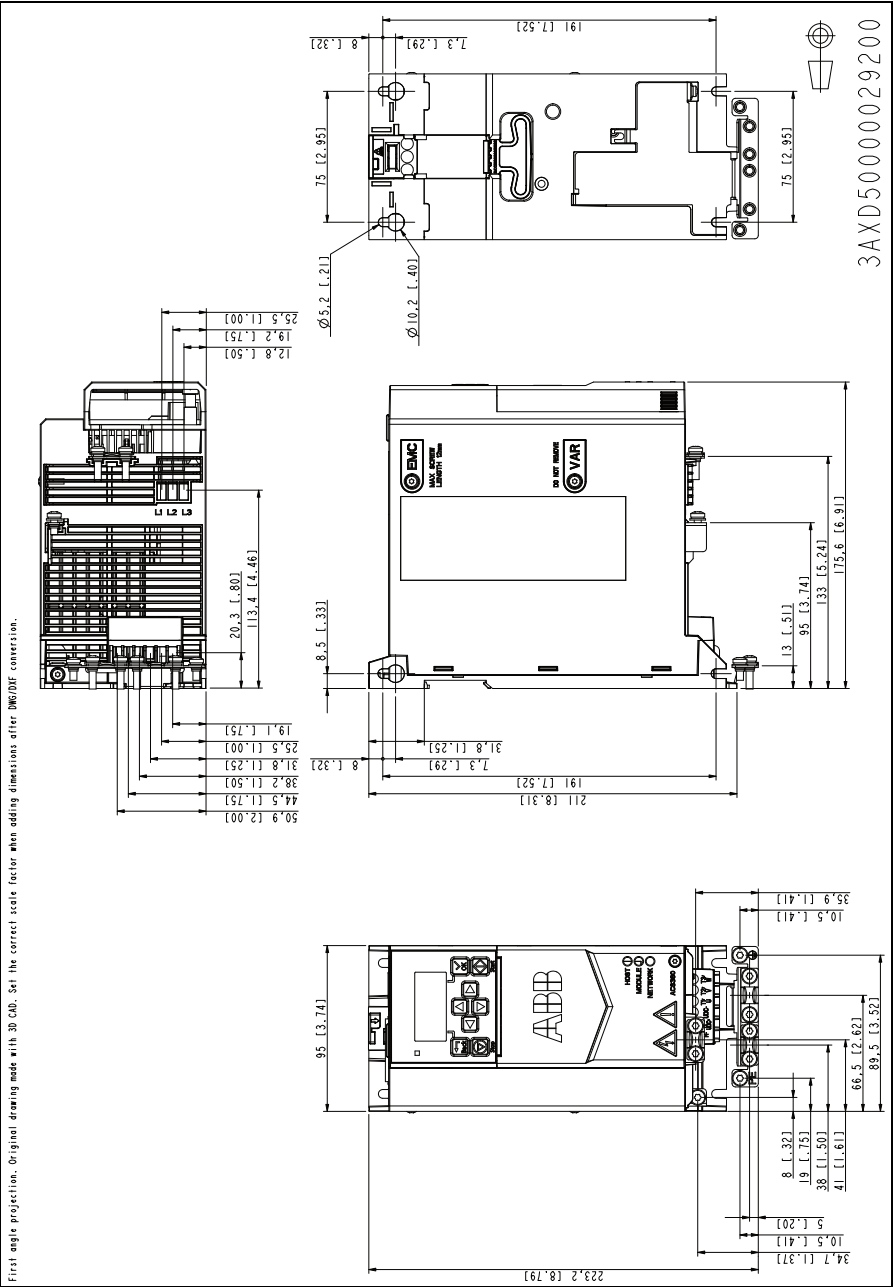 191 [7.52]
8 [.32]
7,3 [.29]
3AXD50000029200
75 [2.95]
75 [2.95]
Ø5,2 [.21]
Ø10,2 [.40]
25,5 [1.00]
19,2 [.75]
12,8 [.50]
EMC
MAX SCREW
LENGTH 12mm
DO NOT REMOVE
VAR
L1 L2 L3
20,3 [.80]
113,4 [4.46]
8,5 [.33]
13 [.51]
95 [3.74]
133 [5.24]
175,6 [6.91]
19,1 [.75]
25,5 [1.00]
31,8 [1.25]
38,2 [1.50]
44,5 [1.75]
50,9 [2.00]
8 [.32]
31,8 [1.25]
7,3 [.29]
191 [7.52]
211 [8.31]
35,9 [1.41]
10,5 [.41]
95 [3.74]
ABB
HOST
MODULE
NETWORK
ACS380
PE
66,5 [2.62]
89,5 [3.52]
8 [.32]
19 [.75]
38 [1.50]
41 [1.61]
5 [.20]
10,5 [.41]
34,7 [1.37]
223,2 [8.79]
First angle projection. Original drawing made with 3D CAD. Set the correct scale factor when adding dimensions after DWG/DXF conversion.